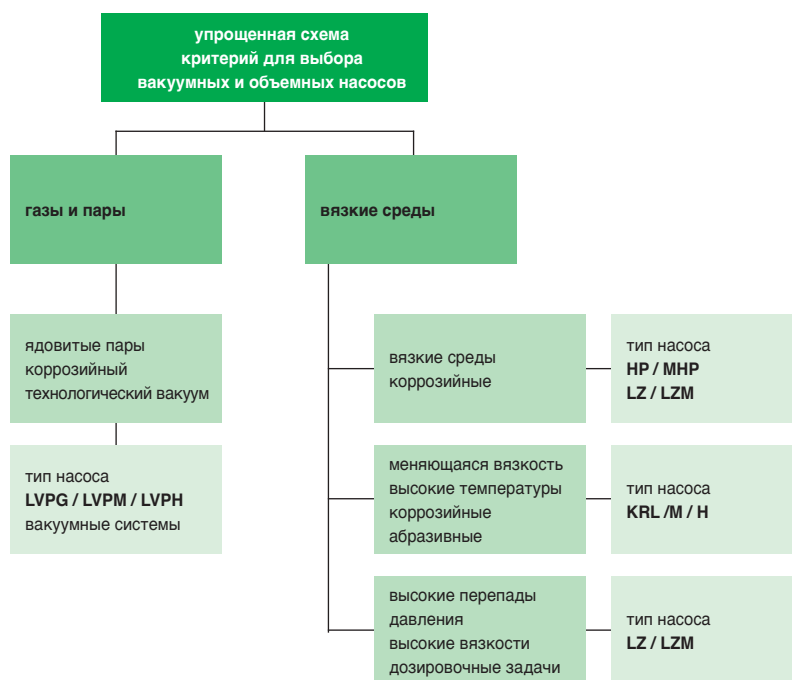 упрощенная схема
критерий для выбора
вакуумных и объемных насосов
газы и пары
вязкие среды
ядовитые пары
коррозийный
технологический вакуум
тип насоса
LVPG / LVPM / LVPH
вакуумные системы
вязкие среды
коррозийные
тип насоса
HP / MHP
LZ / LZM
меняющаяся вязкость
высокие температуры
коррозийные
абразивные
тип насоса
KRL /M / H
высокие перепады
давления
высокие вязкости
дозировочные задачи
тип насоса
LZ / LZM